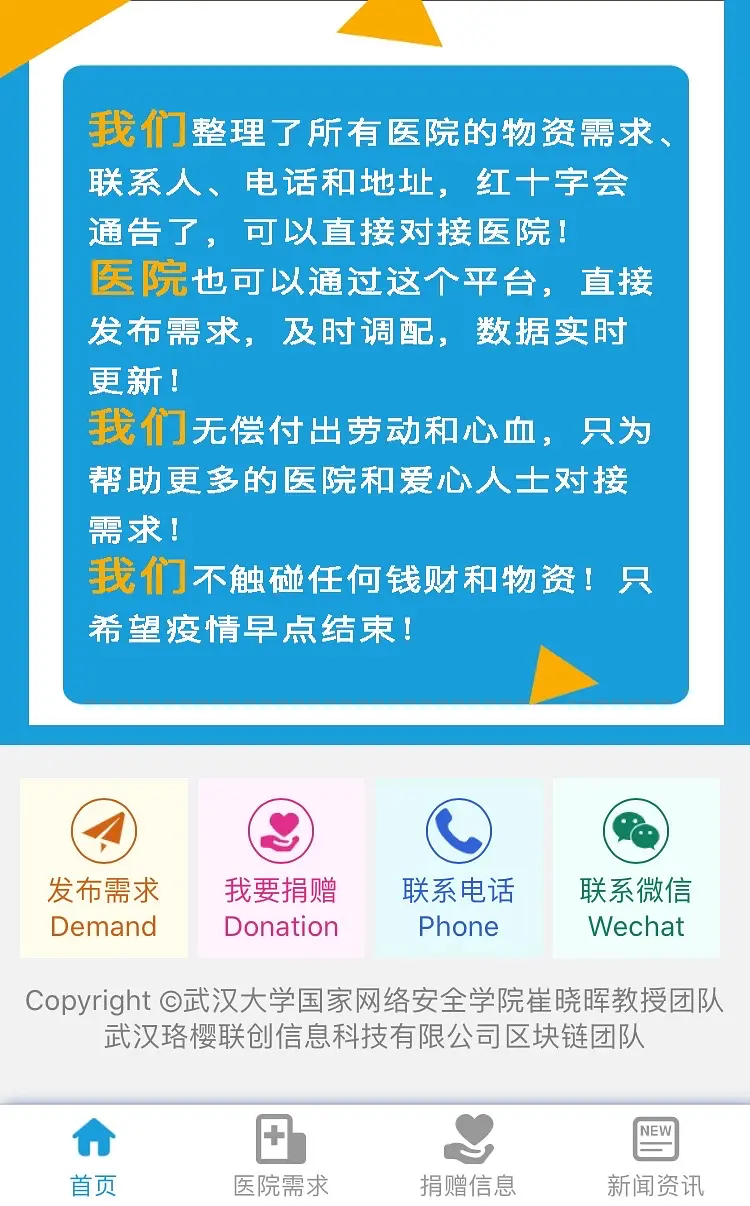 我们整理了所有医院的物资需求、
联系人、电话和地址，红十字会
通告了，可以直接对接医院！
医院也可以通过这个平台，直接
发布需求，及时调配，数据实时
更新！
我们无偿付出劳动和心血，只为
帮助更多的医院和爱心人士对接
需求！
我们不触碰任何钱财和物资！只
希望疫情早点结束！
发布需求
Demand
我要捐赠
Donation
联系电话
Phone
联系微信
Wechat
Copyright ©武汉大学国家网络安全学院崔晓晖教授团队
武汉珞樱联创信息科技有限公司区块链团队
首页
医院需求
捐赠信息
NEW
新闻资讯